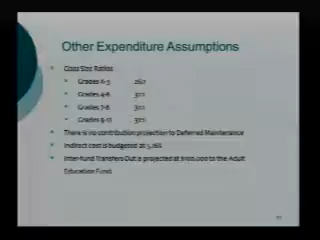 Other Expenditure Assumptions
Class Size Ratios
Grades K-3
Grades 4-6
Grades 7-8
Grades 9-12
There is no contribution projection to Deferred Maintenance
Indirect cost is budgeted at
Inter-fund Transfers Out is projected at to the Adult
Education Fund